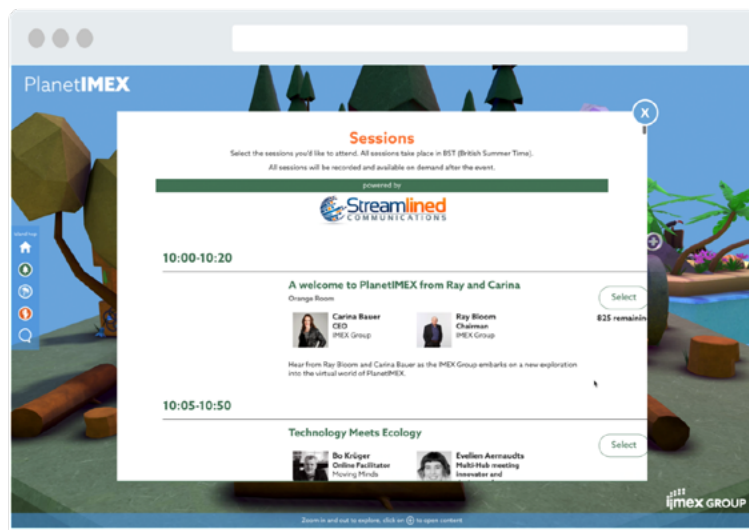 PlanetIMEX
X
Sessions
Select the sessions you'd like to attend. All sessions take place in BST (British Summer Time).
All sessions will be recorded and available on demand after the event.
powered by
Streamlined
COMMUNICATIONS
10:00-10:20
A welcome to PlanetIMEX from Ray and Carina
Orange Room
Select
825 remainin
Carina Bauer
CEO
IMEX Group
Ray Bloom
Chairman
IMEX Group
Hear from Ray Bloom and Carina Bauer as the IMEX Group embarks on a new exploration
into the virtual world of PlanetIMEX.
10:05-10:50
Technology Meets Ecology
Select
Bo Krüger
Online Facilitator
Moving Minds
Evelien Aernaudts
Multi-Hub meeting
innovator and
imex GROUP
Zoom in and out to explore, click on to open content